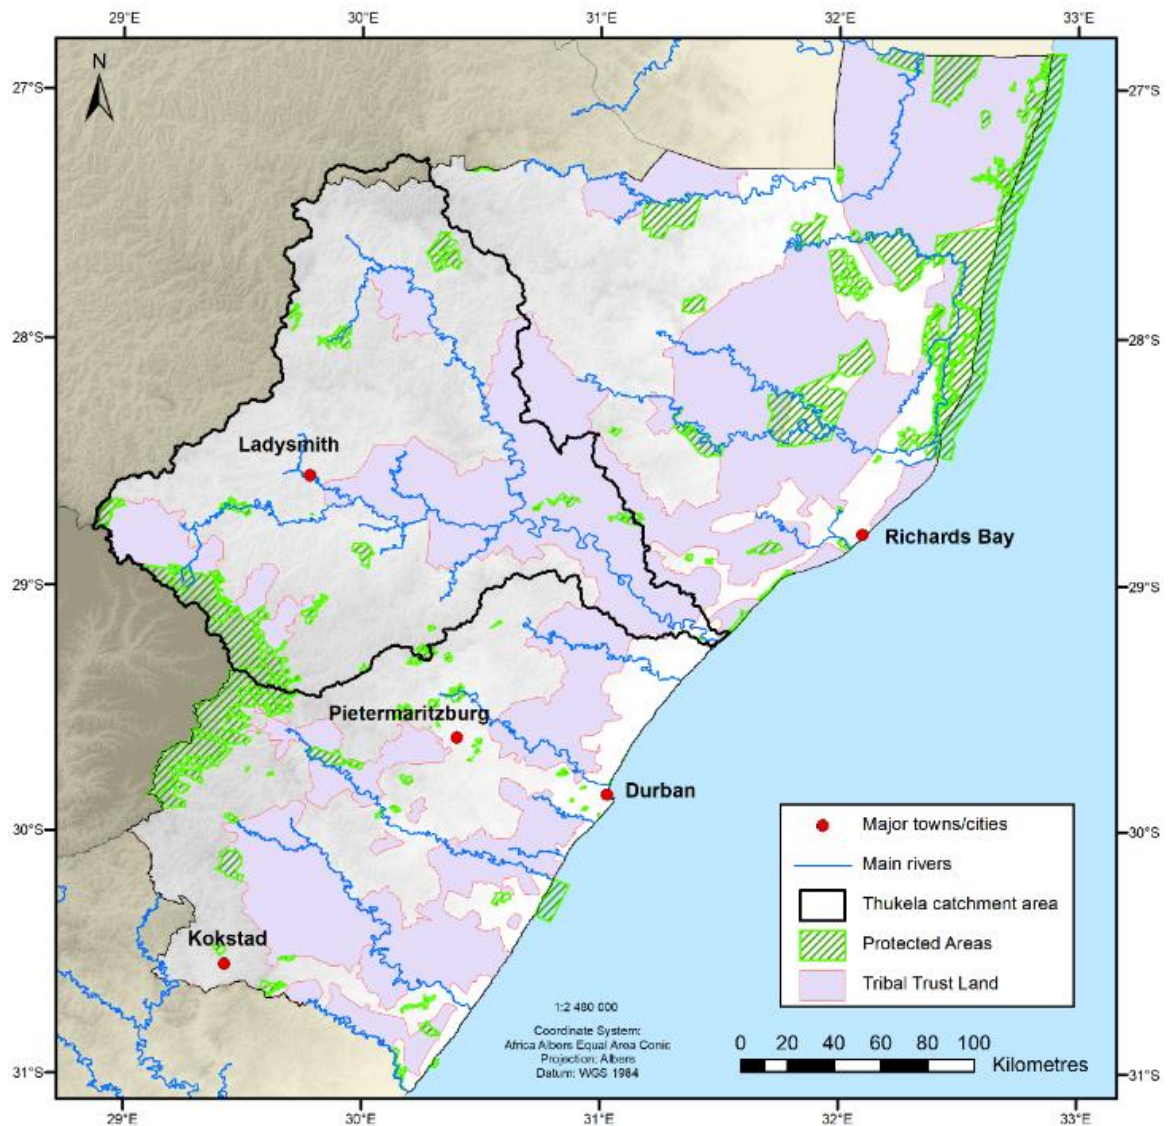 29°E 30°E 31°E 32°E 33°E
N
27°S 27°S
28°S 28°S
Ladysmith
Richards Bay
29°S 29°S
Pietermaritzburg
Durban
30°S 30°S
Major towns/cities
Main rivers
Thukela catchment area
Protected Areas
Tribal Trust Land
Kokstad
1:2 480 000
Coordinate System:
Africa Albers Equal Area Conic
Projection: Albers
Datum: WGS 1984
0 20 40 60 80 100
Kilometres
31°S 31°S
29°E 30°E 31°E 32°E 33°E